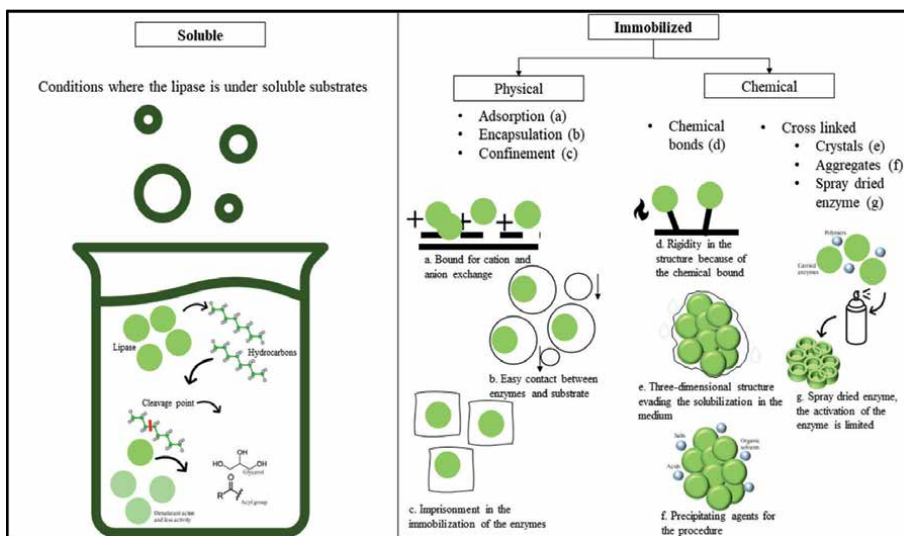 Soluble
Conditions where the lipase is under soluble substrates
Lipase
Hydrocarbons
Cleavage point
OH
HO
OH
Glycerol
O
R
Acyl group
and less activity
Immobilized
Physical
• Adsorption (a)
• Encapsulation (b)
• Confinement (c)
+ + +
a. Bound for cation and
anion exchange
b. Easy contact between
enzymes and substrate
c. Imprisonment in the
immobilization of the enzymes
Chemical
• Chemical
bonds (d)
• Cross linked
• Crystals (e)
• Aggregates (f)
• Spray dried
enzyme (g)
d. Rigidity in the
structure because of
the chemical bound
e. Three-dimensional structure
evading the solubilization in the
medium
Salts
Organic
solvents
Acids
f. Precipitating agents for
the procedure
Polymers
enzymes
g. Spray dried enzyme,
the activation of the
enzyme is limited